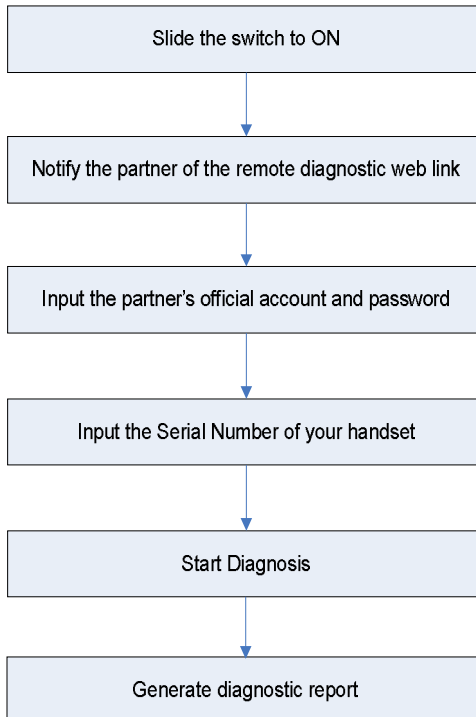 Slide the switch to ON
Notify the partner of the remote diagnostic web link
Input the partner's official account and password
Input the Serial Number of your handset
Start Diagnosis
Generate diagnostic report